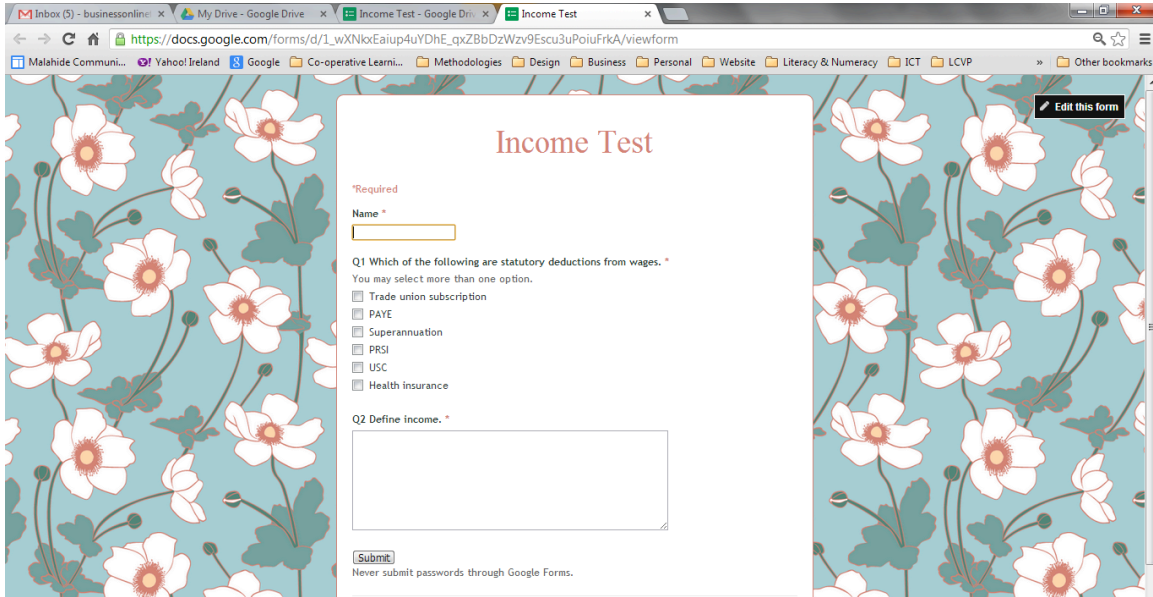 Inbox (5) - businessonline
My Drive - Google Drive
Income Test - Google Driv
Income Test
https://docs.google.com/forms/d/1_wXNkxEaiup4uYDhE_qxZBbDzWzv9Escu3uPoiuFrkA/viewform
Malahide Communi... Yahoo! Ireland Google Co-operative Learni... Methodologies Design Business Personal Website Literacy & Numeracy ICT LCVP » Other bookmarks
Edit this form
Income Test
*Required
Name *
Q1 Which of the following are statutory deductions from wages. *
You may select more than one option.
Trade union subscription
PAYE
Superannuation
PRSI
USC
Health insurance
Q2 Define income. *
Submit
Never submit passwords through Google Forms.